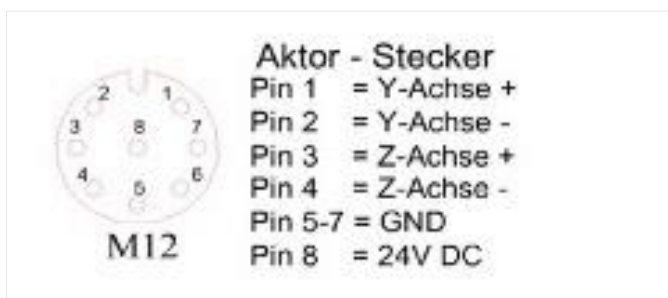 Aktor - Stecker
Pin 1 = Y-Achse +
Pin 2 = Y-Achse -
Pin 3 = Z-Achse +
Pin 4 = Z-Achse -
Pin 5-7 = GND
Pin 8 = 24V DC
2 1
3 8 7
4 5 6
M12